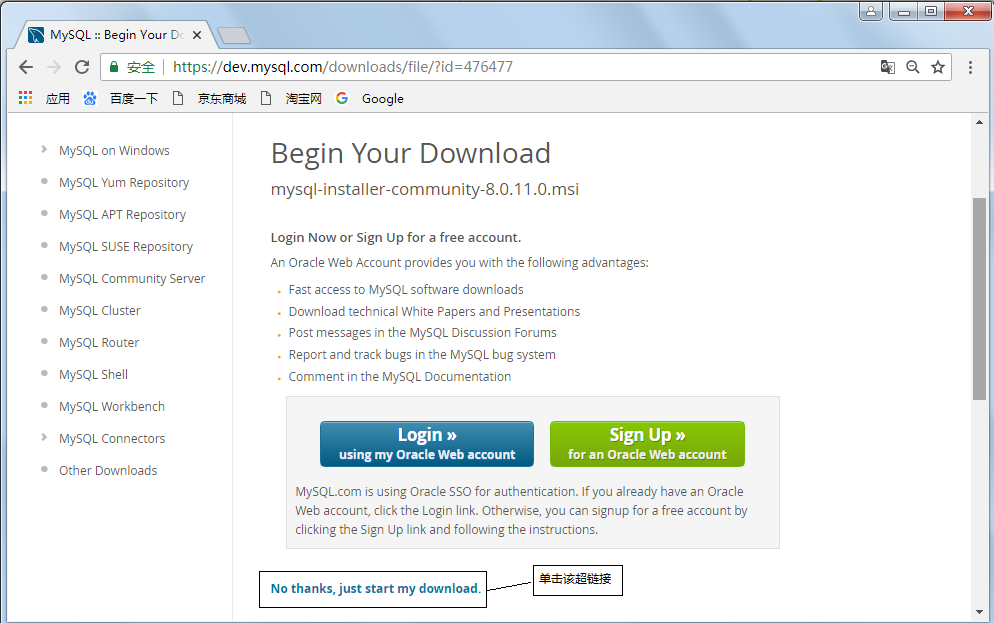 MySQL :: Begin Your Do
安全 https://dev.mysql.com/downloads/file/?id=476477
应用 百度一下 京东商城 淘宝网 Google
MySQL on Windows
MySQL Yum Repository
MySQL APT Repository
MySQL SUSE Repository
MySQL Community Server
MySQL Cluster
MySQL Router
MySQL Shell
MySQL Workbench
MySQL Connectors
Other Downloads
Begin Your Download
mysql-installer-community-8.0.11.0.msi
Login Now or Sign Up for a free account.
An Oracle Web Account provides you with the following advantages:
Fast access to MySQL software downloads
Download technical White Papers and Presentations
Post messages in the MySQL Discussion Forums
Report and track bugs in the MySQL bug system
Comment in the MySQL Documentation
Login »
using my Oracle Web account
Sign Up »
for an Oracle Web account
MySQL.com is using Oracle SSO for authentication. If you already have an Oracle
Web account, click the Login link. Otherwise, you can signup for a free account by
clicking the Sign Up link and following the instructions.
No thanks, just start my download.
单击该超链接